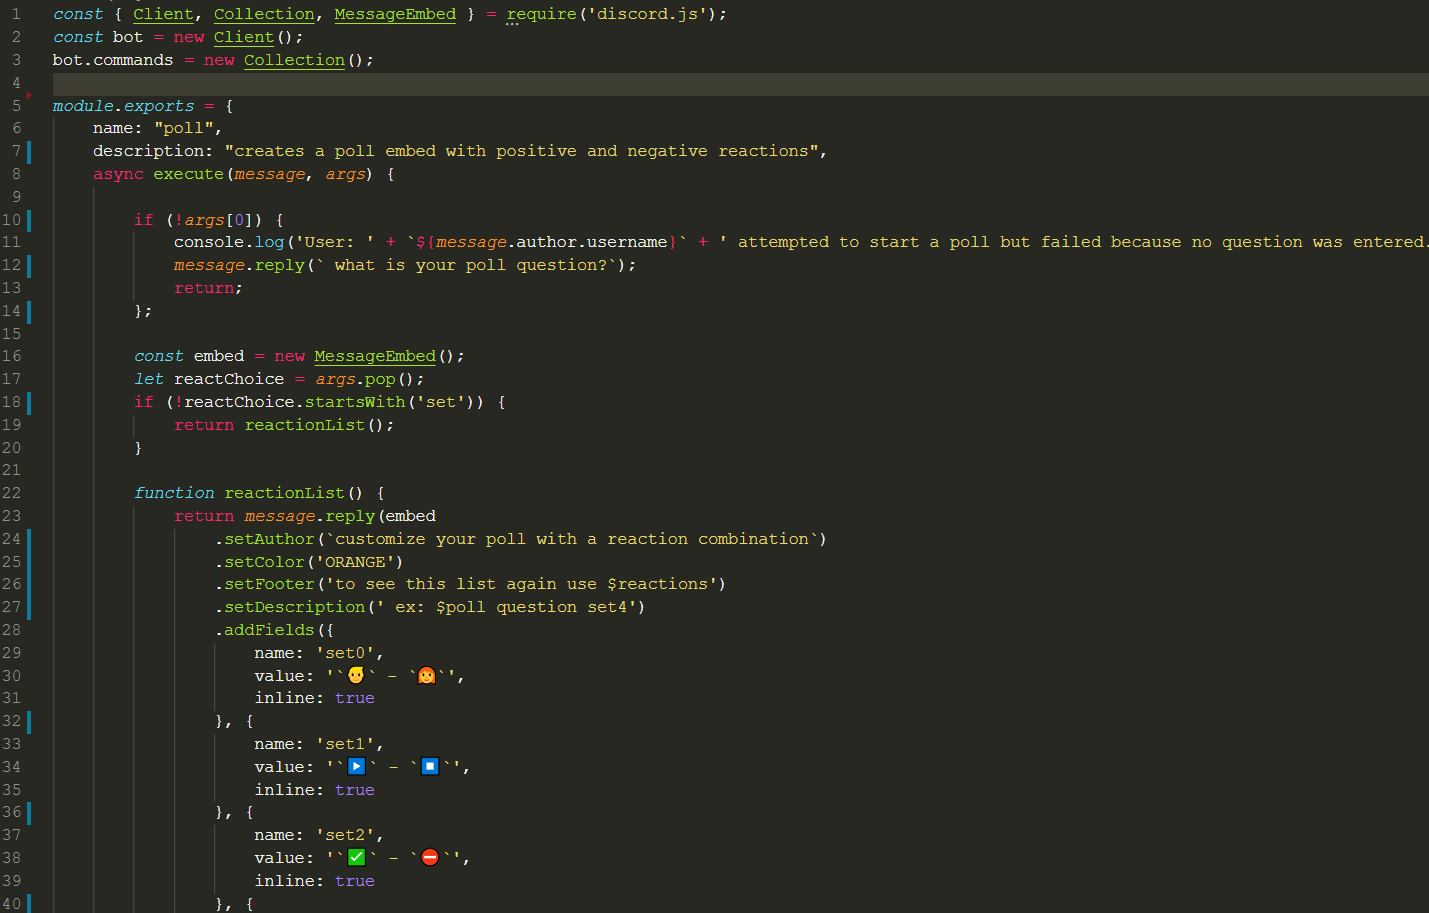 1 const { Client, Collection, MessageEmbed } = require('discord.js');
2 const bot = new Client();
3 bot.commands = new Collection();
4
5 module.exports = {
6 name: "poll",
7 description: "creates a poll embed with positive and negative reactions",
8 async execute(message, args) {
9
10 if (!args[0]) {
11 console.log('User: ' + `${message.author.username}` + ' attempted to start a poll but failed because no question was entered.
12 message.reply(` what is your poll question?`);
13 return;
14 };
15
16 const embed = new MessageEmbed();
17 let reactChoice = args.pop();
18 if (!reactChoice.startsWith('set')) {
19 return reactionList();
20 }
21
22 function reactionList() {
23 return message.reply(embed
24 .setAuthor(`customize your poll with a reaction combination`)
25 .setColor('ORANGE')
26 .setFooter('to see this list again use $reactions')
27 .setDescription(' ex: $poll question set4')
28 .addFields({
29 name: 'set0',
30 value: '`👨` - `👩`',
31 inline: true
32 }, {
33 name: 'set1',
34 value: '`▶️` - `⏹️`',
35 inline: true
36 }, {
37 name: 'set2',
38 value: '`✅` - `⛔`',
39 inline: true
40 }, {